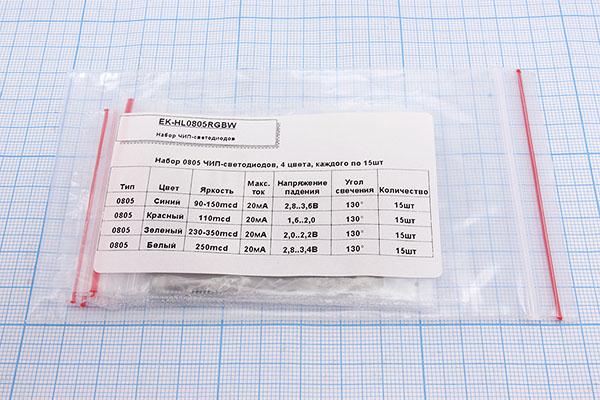 EK-HL0805RGBW
Набор ЧИП-светодиодов
Набор 0805 ЧИП-светодиодов, 4 цвета, каждого по 15шт
Тип Цвет Яркость Макс. ток Напряжение падения Угол свечения Количество
0805 Синий 90-150mcd 20мА 2,8..3,6В 130° 15шт
0805 Красный 110mcd 20мА 1,6..2,0 130° 15шт
0805 Зеленый 230-350mcd 20мА 2,0..2,2В 130° 15шт
0805 Белый 250mcd 20мА 2,8..3,4В 130° 15шт